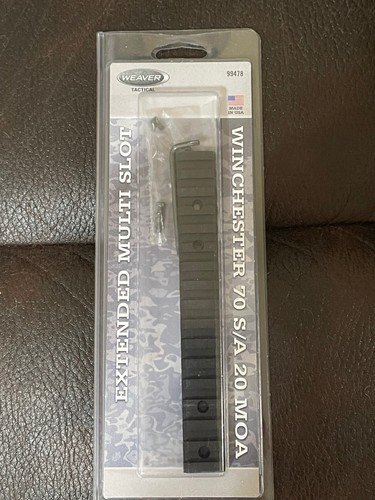 WEAVER
TACTICAL
99478
MADE
IN USA
EXTENDED MULTI SLOT
WINCHESTER 70 S/A 20 MOA